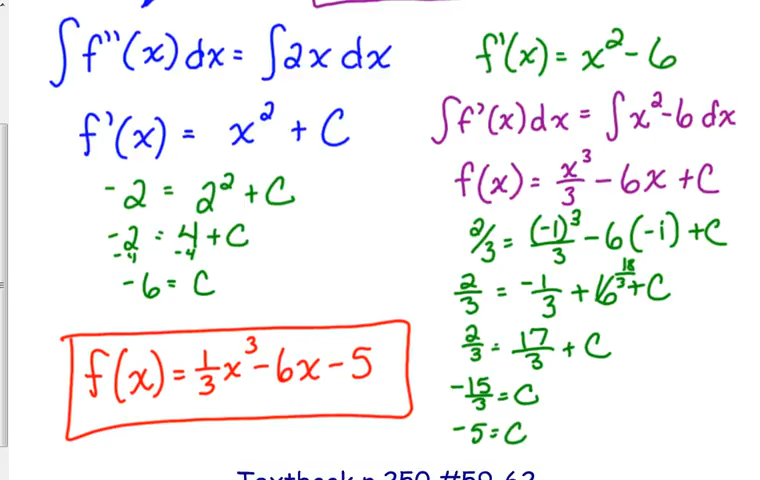 ∫f''(x)dx = ∫2x dx
f'(x) = x² + C
-2 = 2² + C
-2 = 4 + C
-4 -4
-6 = C
f(x) = 1/3 x³ - 6x - 5
f'(x) = x² - 6
∫f'(x)dx = ∫x² - 6 dx
f(x) = x³/3 - 6x + C
2/3 = (-1)³/3 - 6(-1) + C
2/3 = -1/3 + 6 18/3 + C
2/3 = 17/3 + C
-15/3 = C
-5 = C